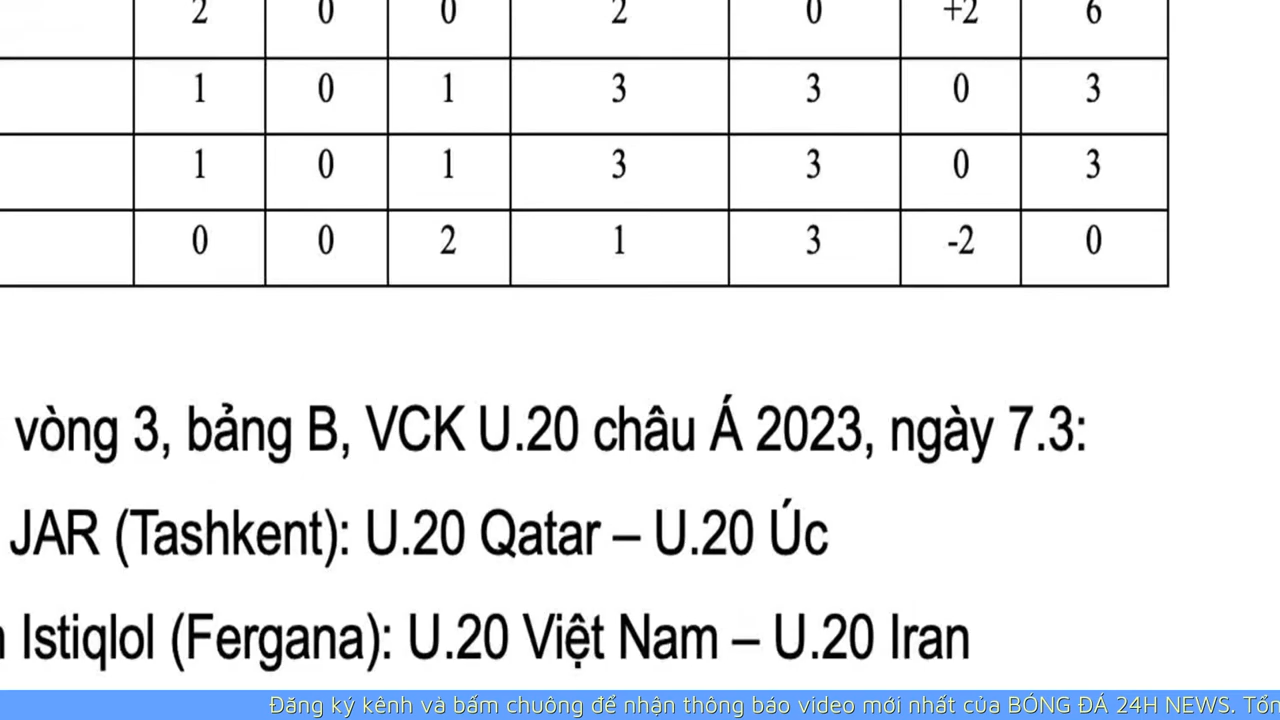 2 0 0 2 0 +2 6
1 0 1 3 3 0 3
1 0 1 3 3 0 3
0 0 2 1 3 -2 0
vòng 3, bảng B, VCK U.20 châu Á 2023, ngày 7.3:
JAR (Tashkent): U.20 Qatar – U.20 Úc
Istiqlol (Fergana): U.20 Việt Nam – U.20 Iran
Đăng ký kênh và bấm chuông để nhận thông báo video mới nhất của BÓNG ĐÁ 24H NEWS.